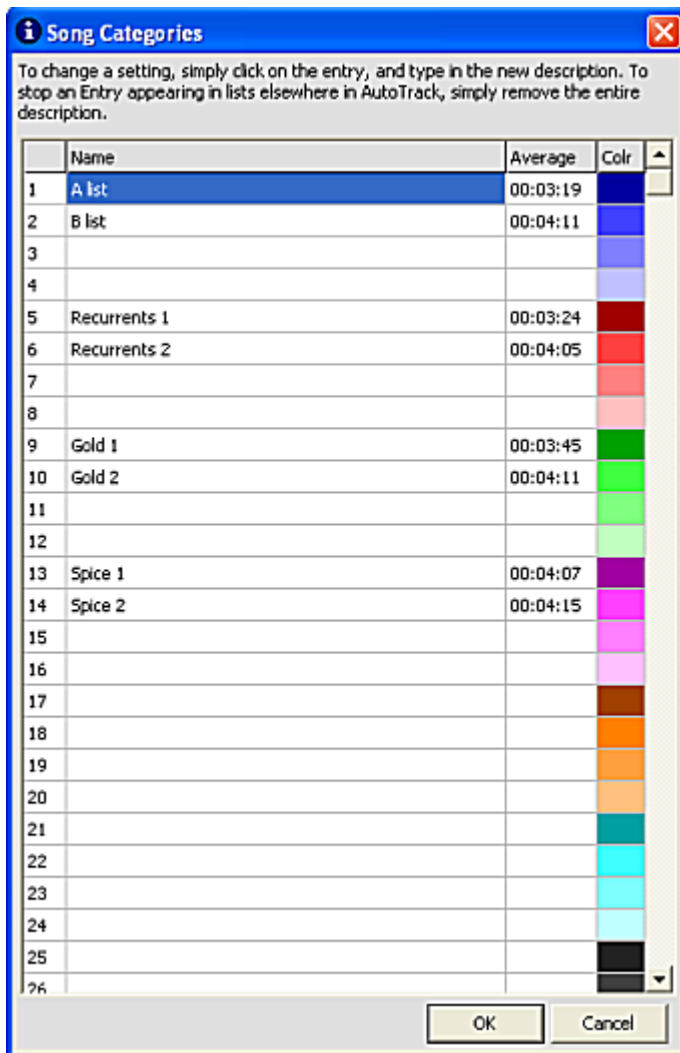 Song Categories
To change a setting, simply click on the entry, and type in the new description. To
stop an Entry appearing in lists elsewhere in AutoTrack, simply remove the entire
description.
Name Average Colr
1 A list 00:03:19
2 B list 00:04:11
3
4
5 Recurrents 1 00:03:24
6 Recurrents 2 00:04:05
7
8
9 Gold 1 00:03:45
10 Gold 2 00:04:11
11
12
13 Spice 1 00:04:07
14 Spice 2 00:04:15
15
16
17
18
19
20
21
22
23
24
25
26
OK Cancel